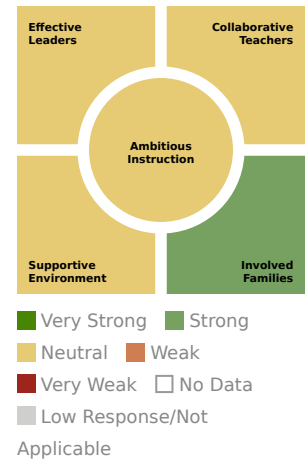 Effective
Leaders
Collaborative
Teachers
Ambitious
Instruction
Supportive
Environment
Involved
Families
Very Strong Strong
Neutral Weak
Very Weak No Data
Low Response/Not
Applicable